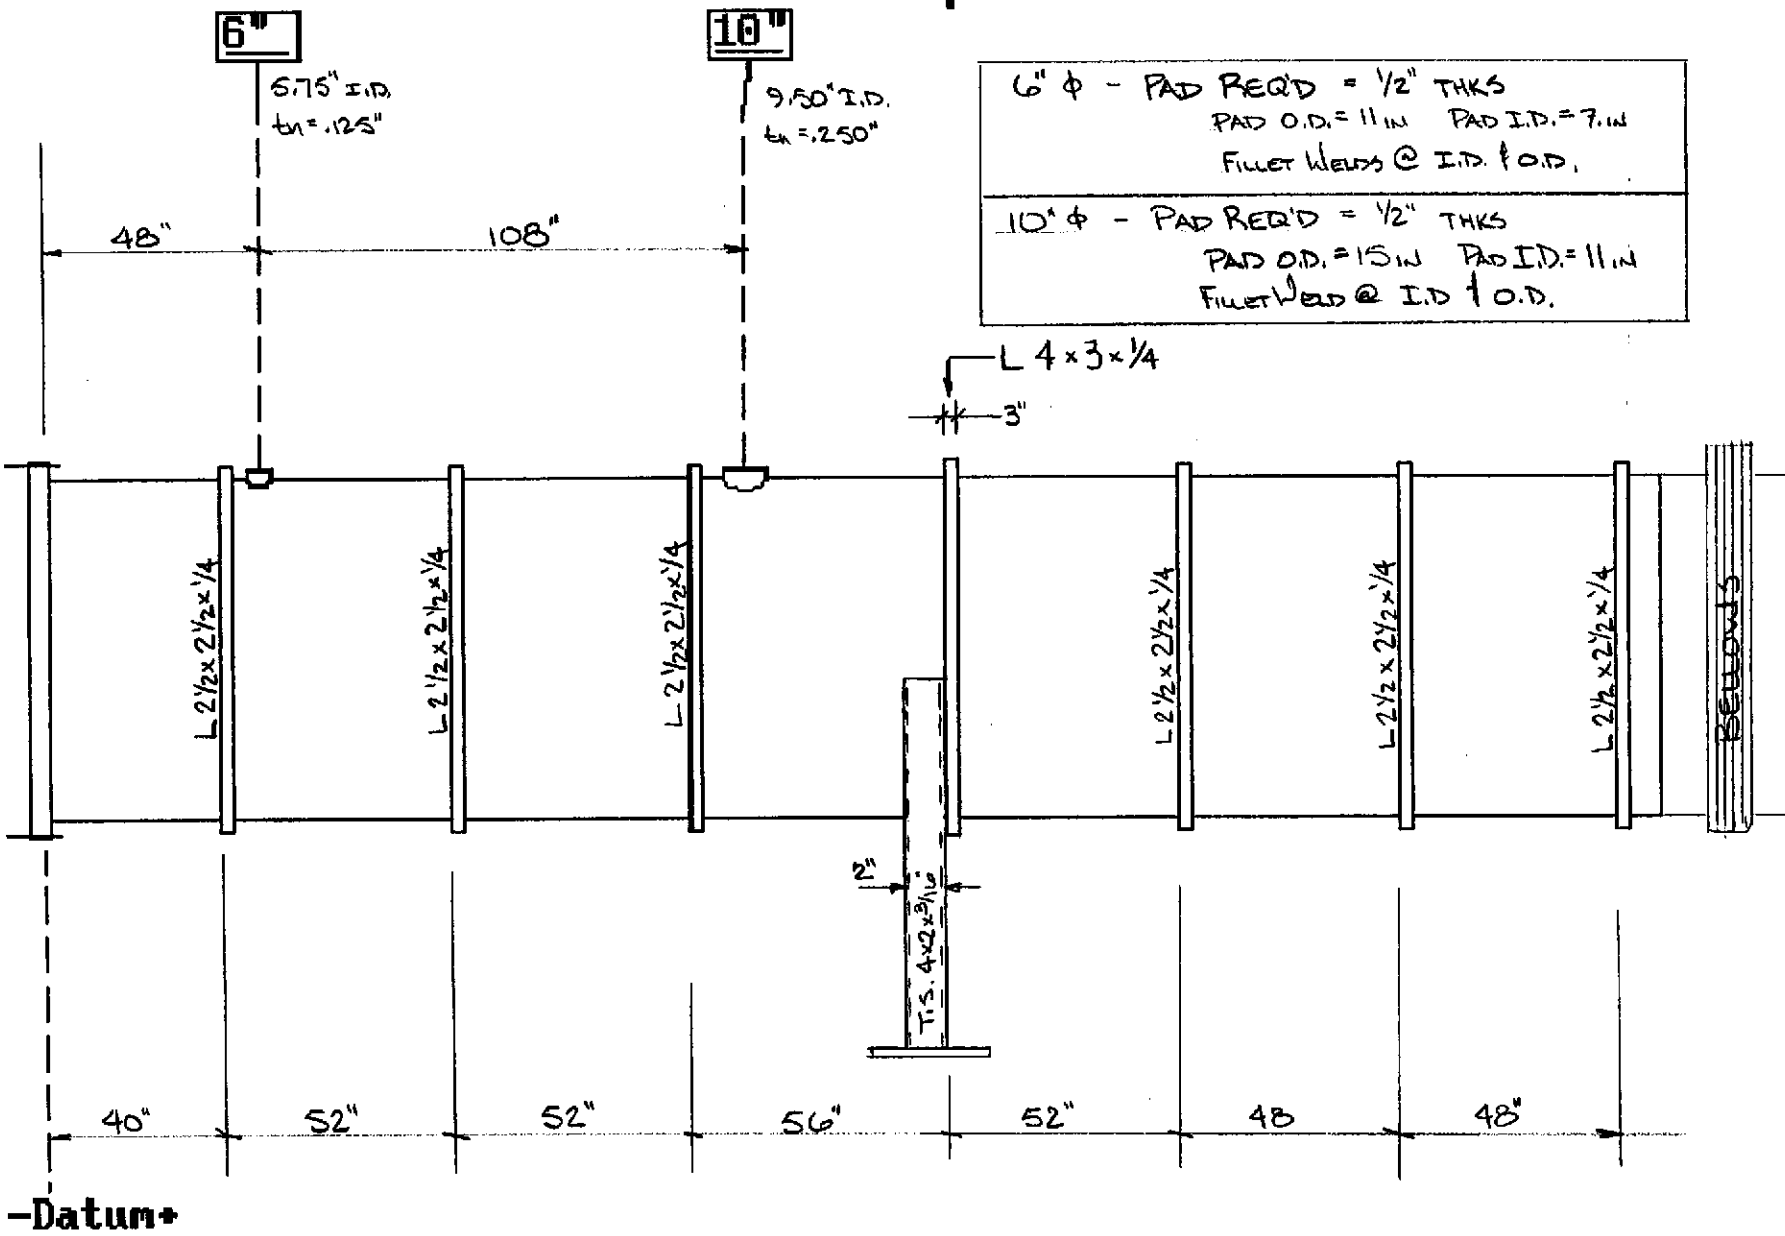 6"
10"
5.75" I.D.
tn = .125"
9.50" I.D.
tn = .250"
6" ϕ - PAD REQ'D = 1/2" THKS
PAD O.D. = 11 IN PAD I.D. = 7. IN
FILLET WELDS @ I.D. & O.D.
10" ϕ - PAD REQ'D = 1/2" THKS
PAD O.D. = 15 IN PAD I.D. = 11 IN
FILLET WELD @ I.D & O.D.
48"
108"
L 4 x 3 x 1/4
3"
L 2 1/2 x 2 1/2 x 1/4
L 2 1/2 x 2 1/2 x 1/4
L 2 1/2 x 2 1/2 x 1/4
L 2 1/2 x 2 1/2 x 1/4
L 2 1/2 x 2 1/2 x 1/4
L 2 1/2 x 2 1/2 x 1/4
BELLOWS
2"
T.S. 4x2x3/16"
40"
52"
52"
56"
52"
48
48"
-Datum+